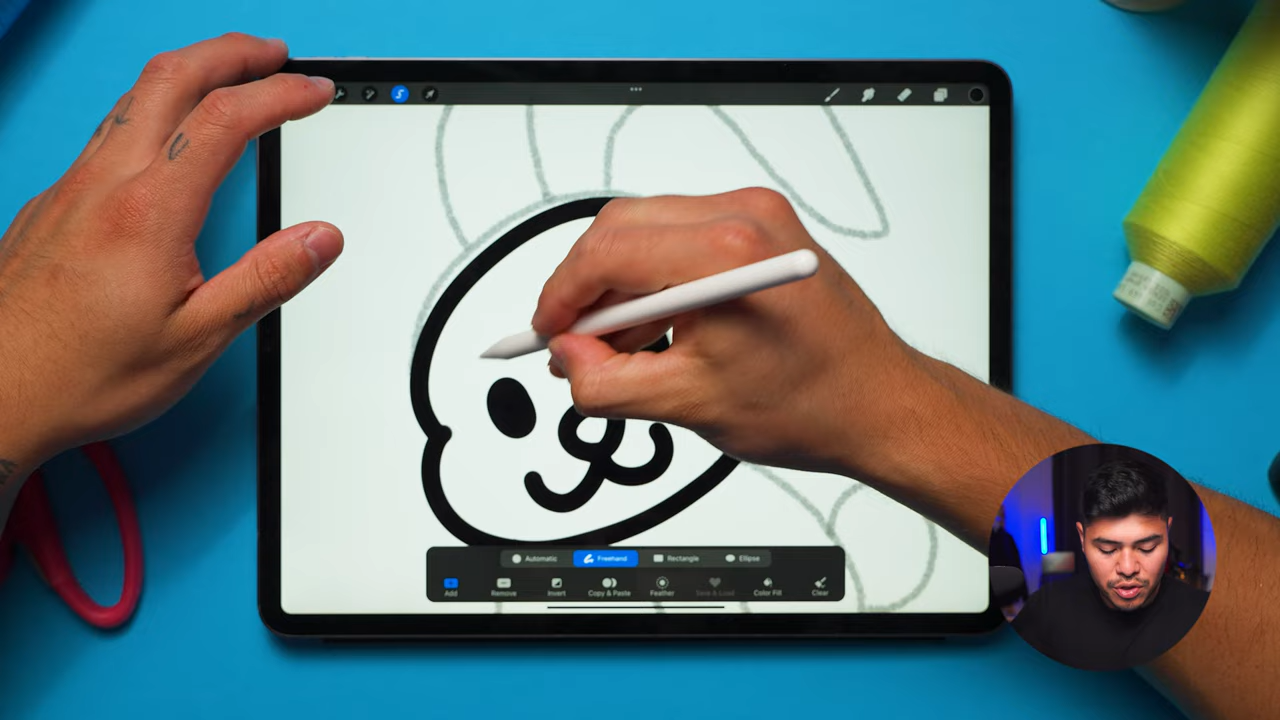 Automatic Freehand Rectangle Ellipse
Add Remove Invert Copy & Paste Feather Save & Load Color Fill Clear